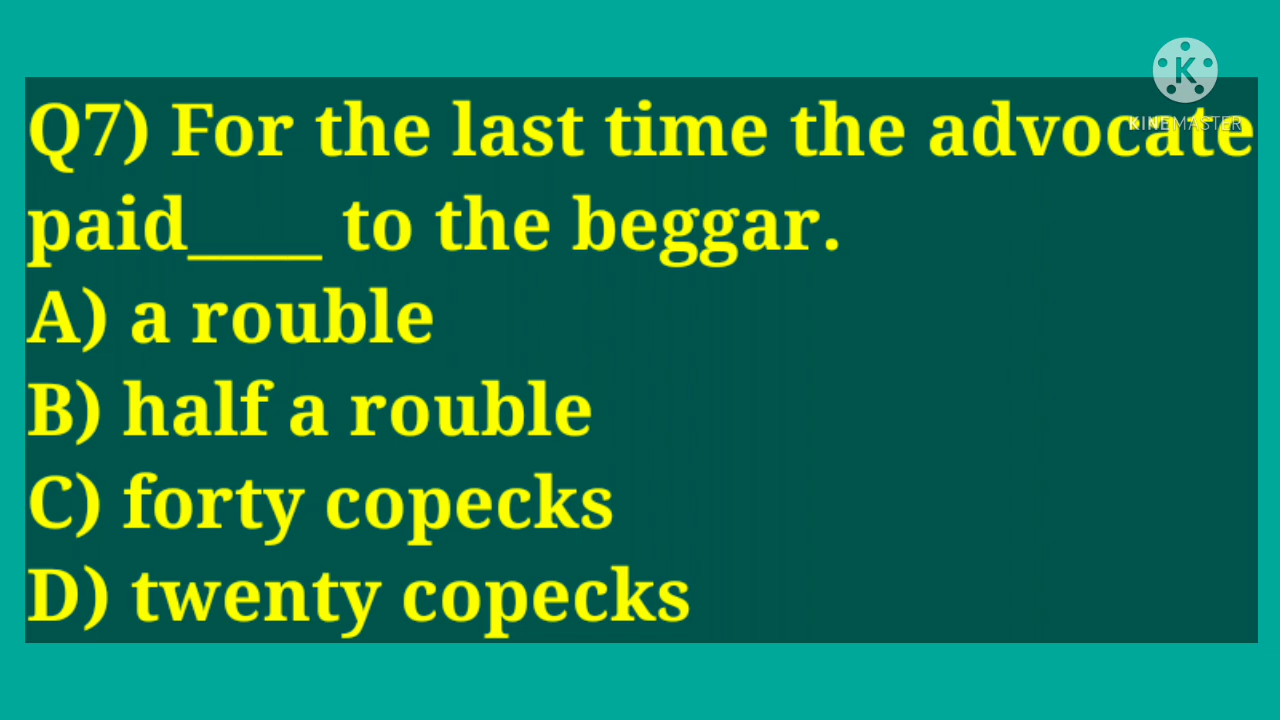 K
KINEMASTER
Q7) For the last time the advocate
paid____ to the beggar.
A) a rouble
B) half a rouble
C) forty copecks
D) twenty copecks